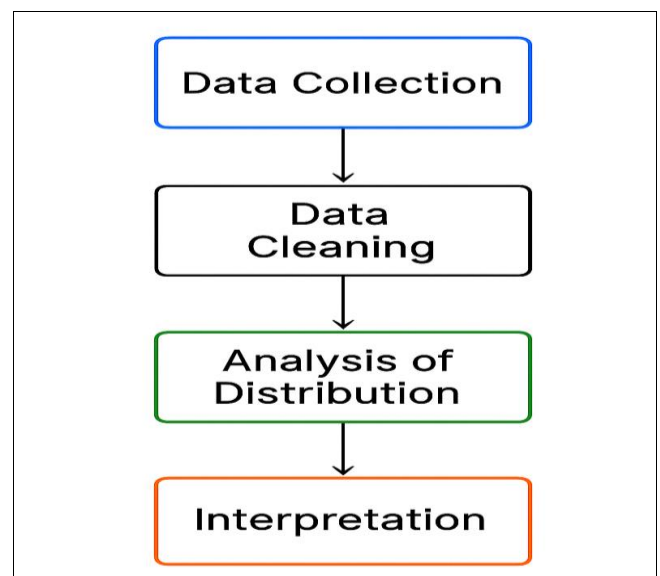 Data Collection
Data
Cleaning
Analysis of
Distribution
Interpretation